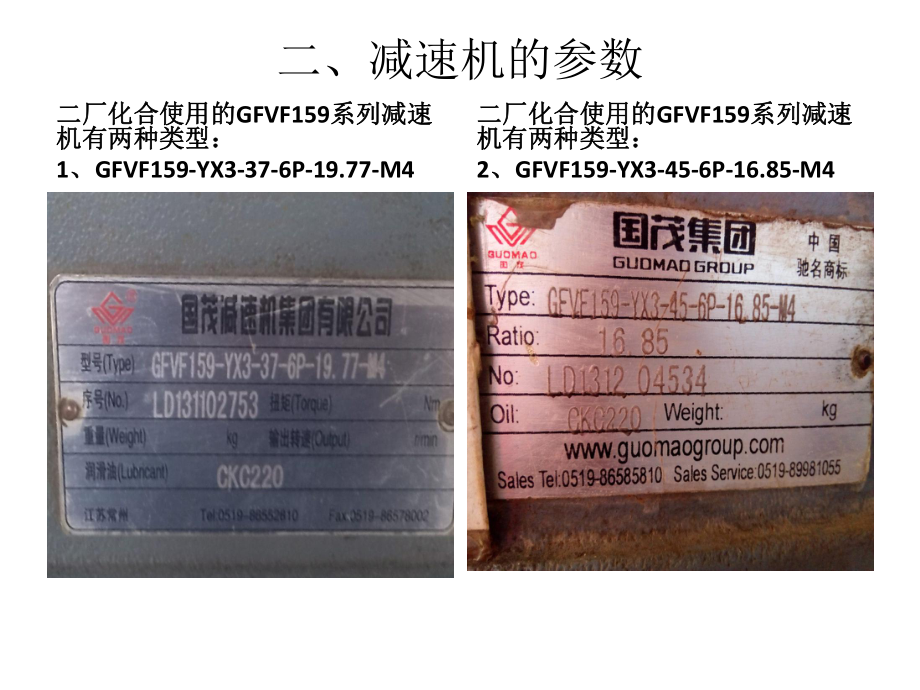 二、减速机的参数
二厂化合使用的GFVF159系列减速
机有两种类型：
1、GFVF159-YX3-37-6P-19.77-M4
二厂化合使用的GFVF159系列减速
机有两种类型：
2、GFVF159-YX3-45-6P-16.85-M4
GUOMAO
国茂
国茂减速机集团有限公司
型号(Type) GFVF159-YX3-37-6P-19.77-M4
序号(No.) LD131102753 扭矩(Torque) Nm
重量(Weight) kg 输出转速(Output) r/min
润滑油(Lubricant) CKC220
江苏常州 Tel:0519-86552810 Fax:0519-86578002
GUOMAO
国茂
国茂集团
GUOMAO GROUP
中国
驰名商标
Type: GFVF159-YX3-45-6P-16.85-M4
Ratio: 16 85
No: LD1312 04534
Oil: CKC220 Weight: kg
www.guomaogroup.com
Sales Tel:0519-86585810 Sales Service:0519-89981055